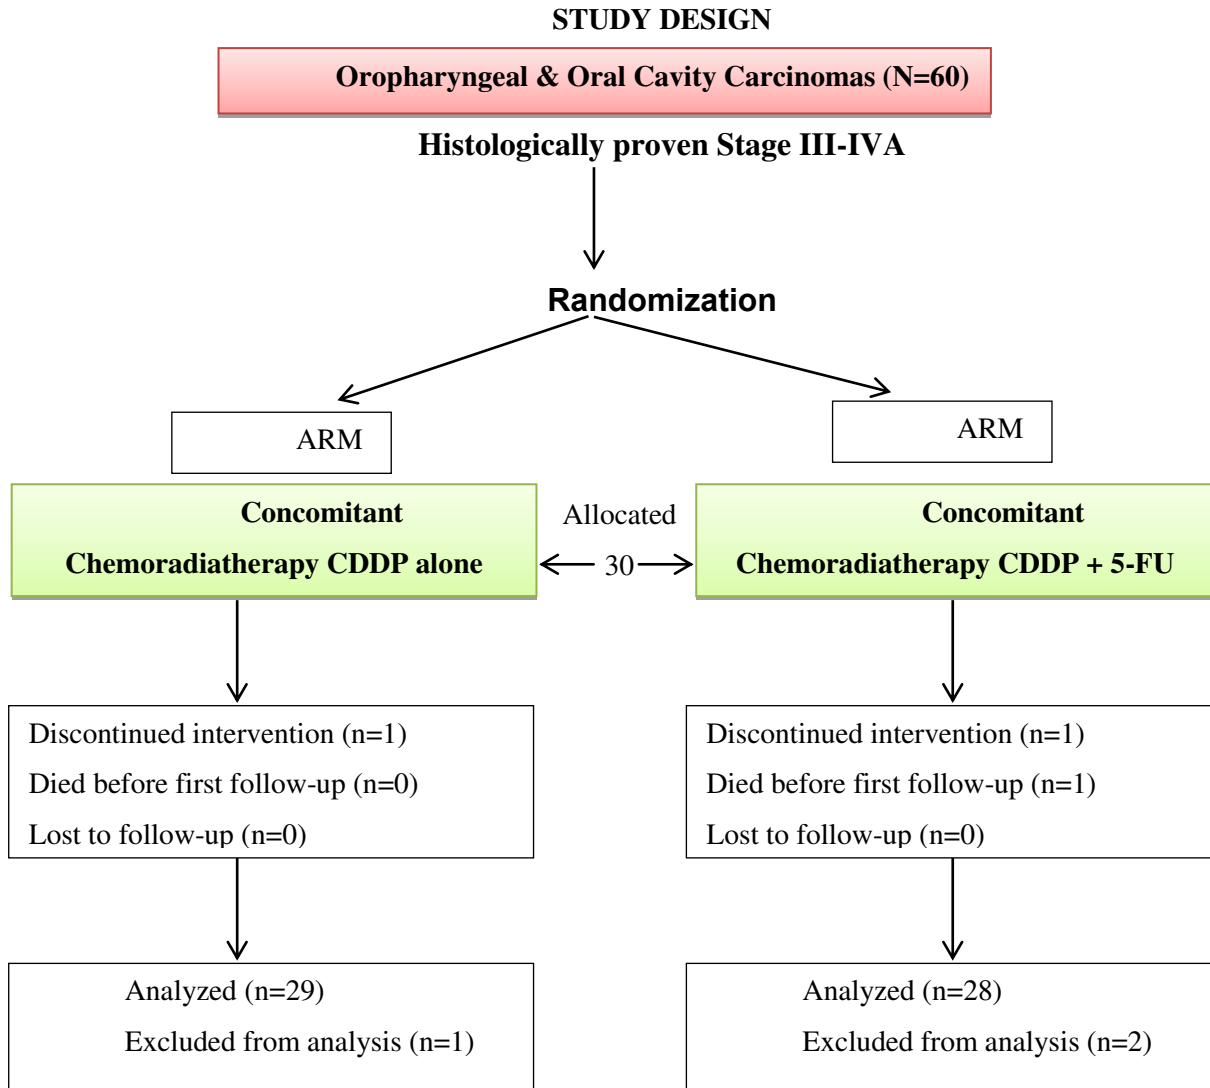 STUDY DESIGN
Oropharyngeal & Oral Cavity Carcinomas (N=60)
Histologically proven Stage III-IVA
Randomization
ARM
ARM
Concomitant
Chemoradiatherapy CDDP alone
Allocated
30
Concomitant
Chemoradiatherapy CDDP + 5-FU
Discontinued intervention (n=1)
Died before first follow-up (n=0)
Lost to follow-up (n=0)
Discontinued intervention (n=1)
Died before first follow-up (n=1)
Lost to follow-up (n=0)
Analyzed (n=29)
Excluded from analysis (n=1)
Analyzed (n=28)
Excluded from analysis (n=2)